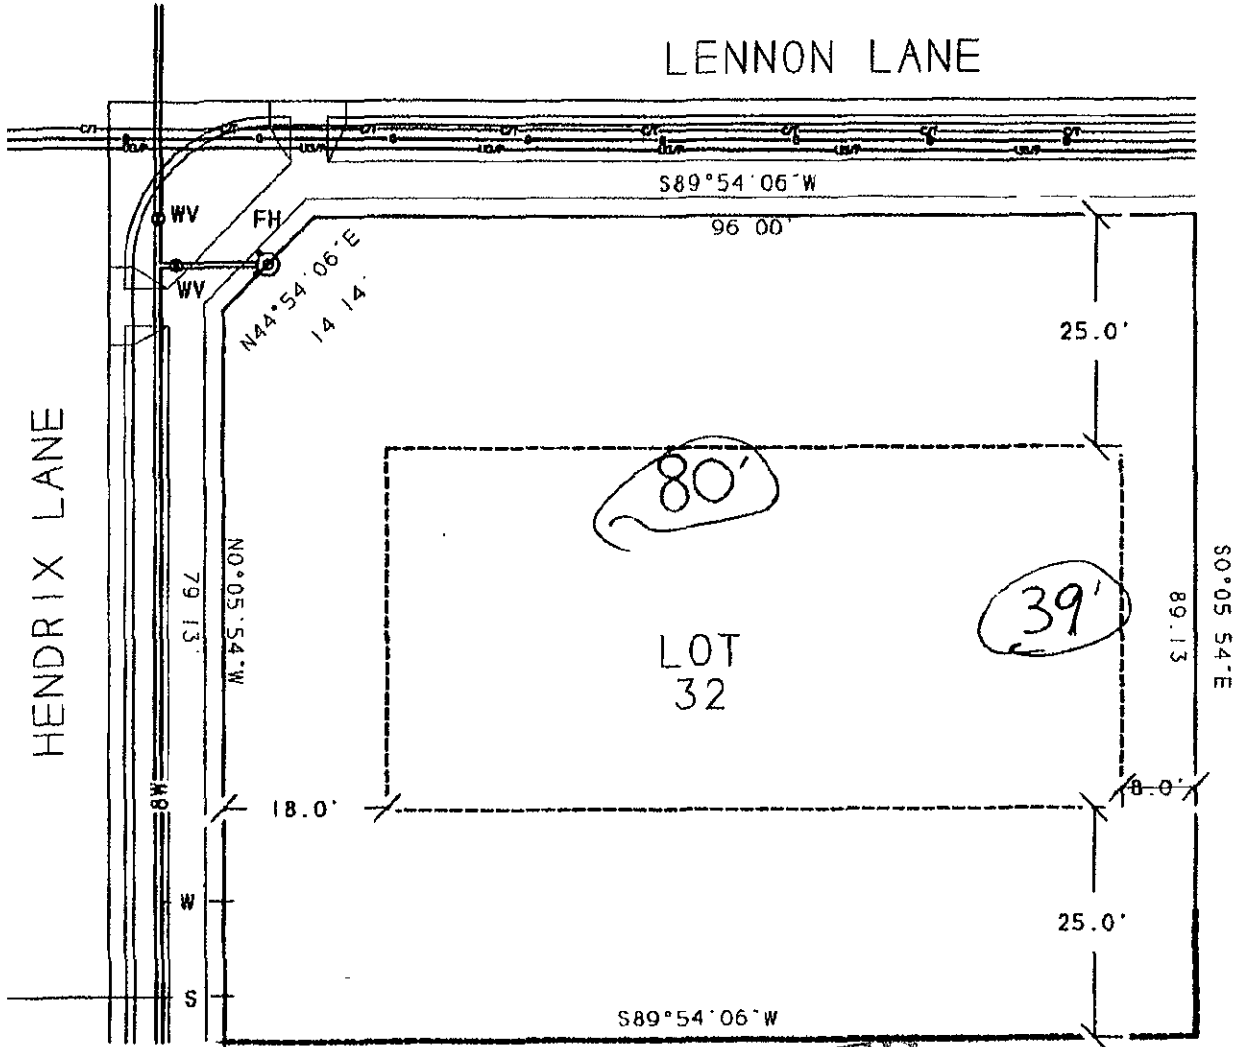 LENNON LANE
S89°54'06"W
96 00'
WV
FH
WV
N44°54'06"E
14 14'
25.0'
80'
39'
LOT
32
HENDRIX LANE
N0°05'54"W
79 13'
S0°05 54"E
89.13
8W
18.0'
8.0'
W
25.0'
S
S89°54'06"W